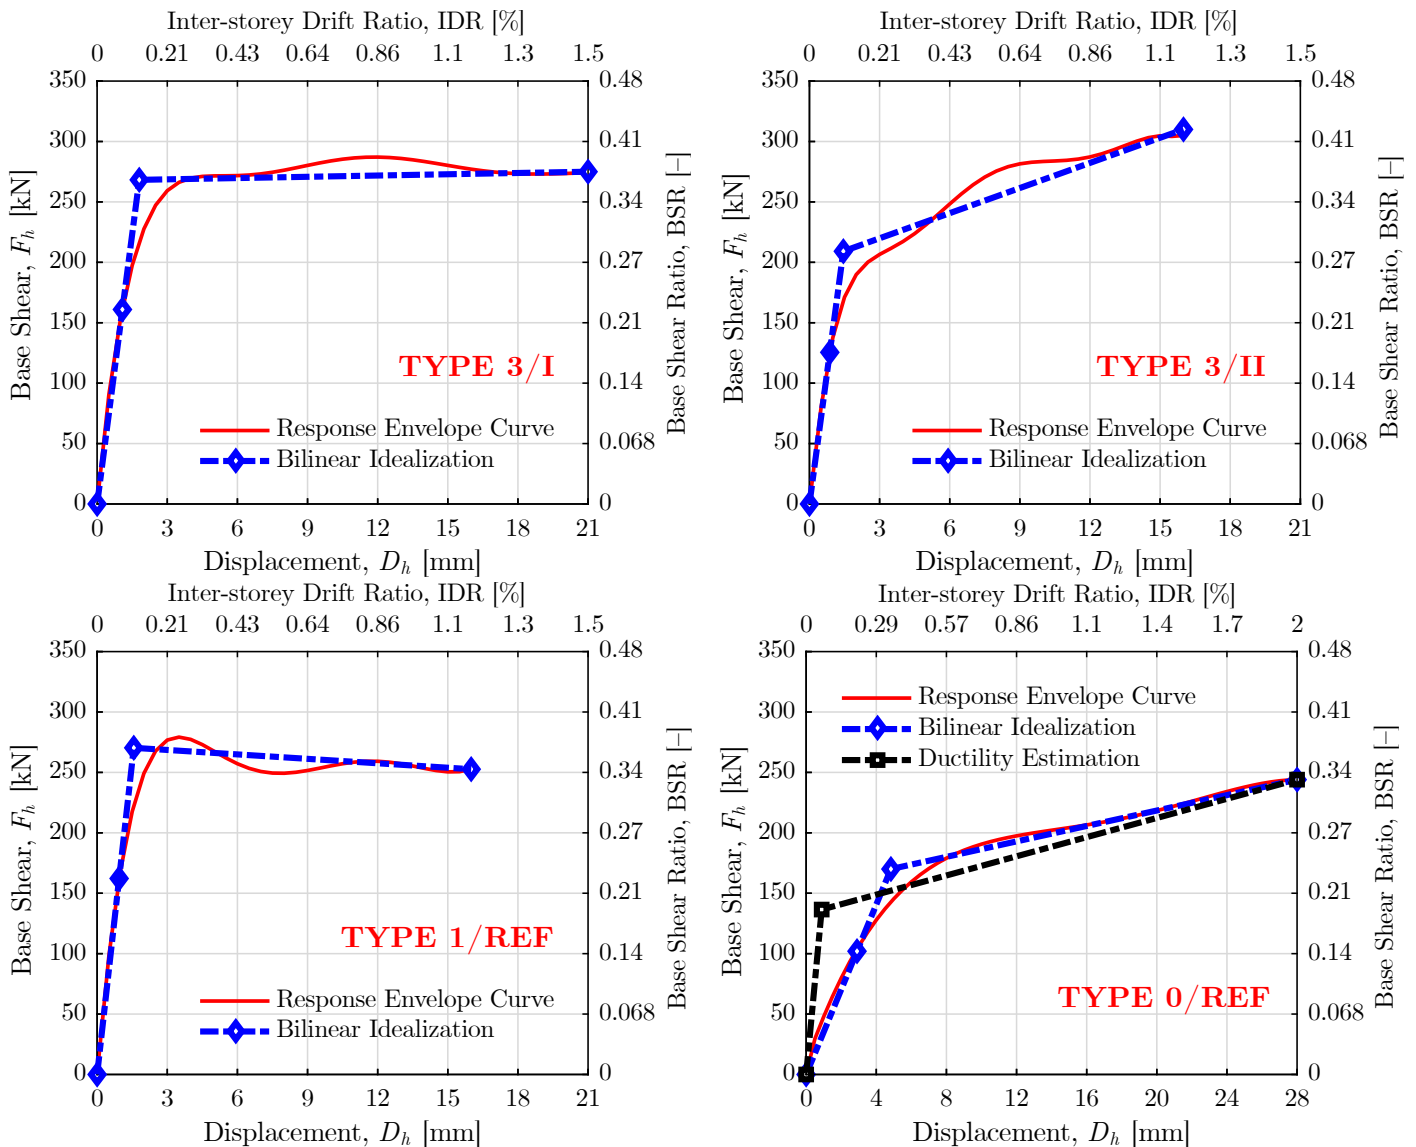 Inter-storey Drift Ratio, IDR [%]
0 0.21 0.43 0.64 0.86 1.1 1.3 1.5
350 300 250 200 150 100 50 0
Base Shear, F_h [kN]
0.48 0.41 0.34 0.27 0.21 0.14 0.068 0
Base Shear Ratio, BSR [−]
TYPE 3/I
Response Envelope Curve
Bilinear Idealization
0 3 6 9 12 15 18 21
Displacement, D_h [mm]
Inter-storey Drift Ratio, IDR [%]
0 0.21 0.43 0.64 0.86 1.1 1.3 1.5
350 300 250 200 150 100 50 0
Base Shear, F_h [kN]
0.48 0.41 0.34 0.27 0.21 0.14 0.068 0
Base Shear Ratio, BSR [−]
TYPE 3/II
Response Envelope Curve
Bilinear Idealization
0 3 6 9 12 15 18 21
Displacement, D_h [mm]
Inter-storey Drift Ratio, IDR [%]
0 0.21 0.43 0.64 0.86 1.1 1.3 1.5
350 300 250 200 150 100 50 0
Base Shear, F_h [kN]
0.48 0.41 0.34 0.27 0.21 0.14 0.068 0
Base Shear Ratio, BSR [−]
TYPE 1/REF
Response Envelope Curve
Bilinear Idealization
0 3 6 9 12 15 18 21
Displacement, D_h [mm]
Inter-storey Drift Ratio, IDR [%]
0 0.29 0.57 0.86 1.1 1.4 1.7 2
350 300 250 200 150 100 50 0
Base Shear, F_h [kN]
0.48 0.41 0.34 0.27 0.21 0.14 0.068 0
Base Shear Ratio, BSR [−]
Response Envelope Curve
Bilinear Idealization
Ductility Estimation
TYPE 0/REF
0 4 8 12 16 20 24 28
Displacement, D_h [mm]